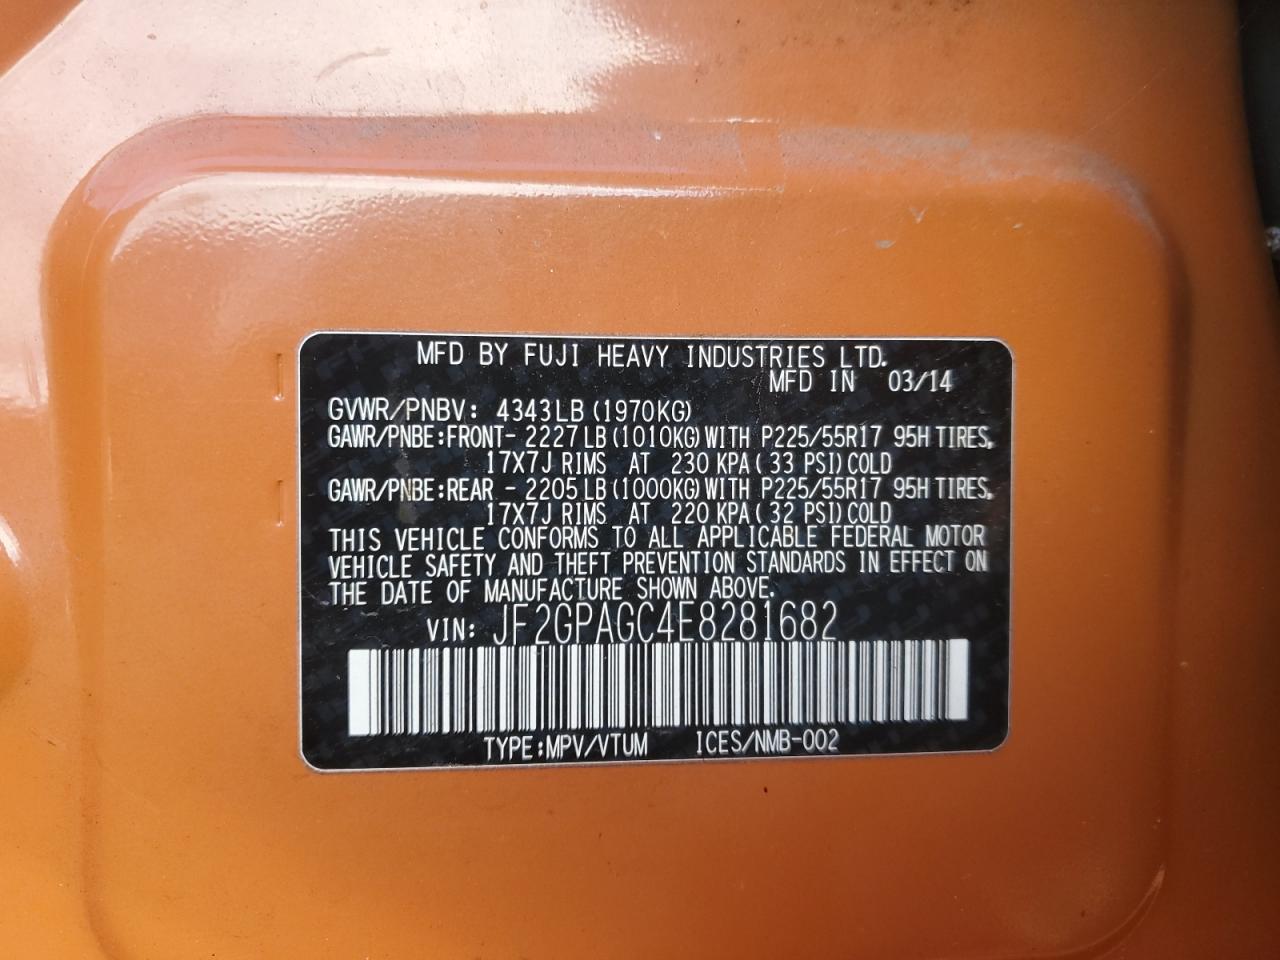 MFD BY FUJI HEAVY INDUSTRIES LTD.
MFD IN 03/14
GVWR/PNBV: 4343LB(1970KG)
GAWR/PNBE:FRONT- 2227LB(1010KG)WITH P225/55R17 95H TIRES,
17X7J RIMS AT 230 KPA( 33 PSI)COLD
GAWR/PNBE:REAR - 2205LB(1000KG)WITH P225/55R17 95H TIRES,
17X7J RIMS AT 220 KPA( 32 PSI)COLD
THIS VEHICLE CONFORMS TO ALL APPLICABLE FEDERAL MOTOR
VEHICLE SAFETY AND THEFT PREVENTION STANDARDS IN EFFECT ON
THE DATE OF MANUFACTURE SHOWN ABOVE.
VIN: JF2GPAGC4E8281682
TYPE:MPV/VTUM ICES/NMB-002